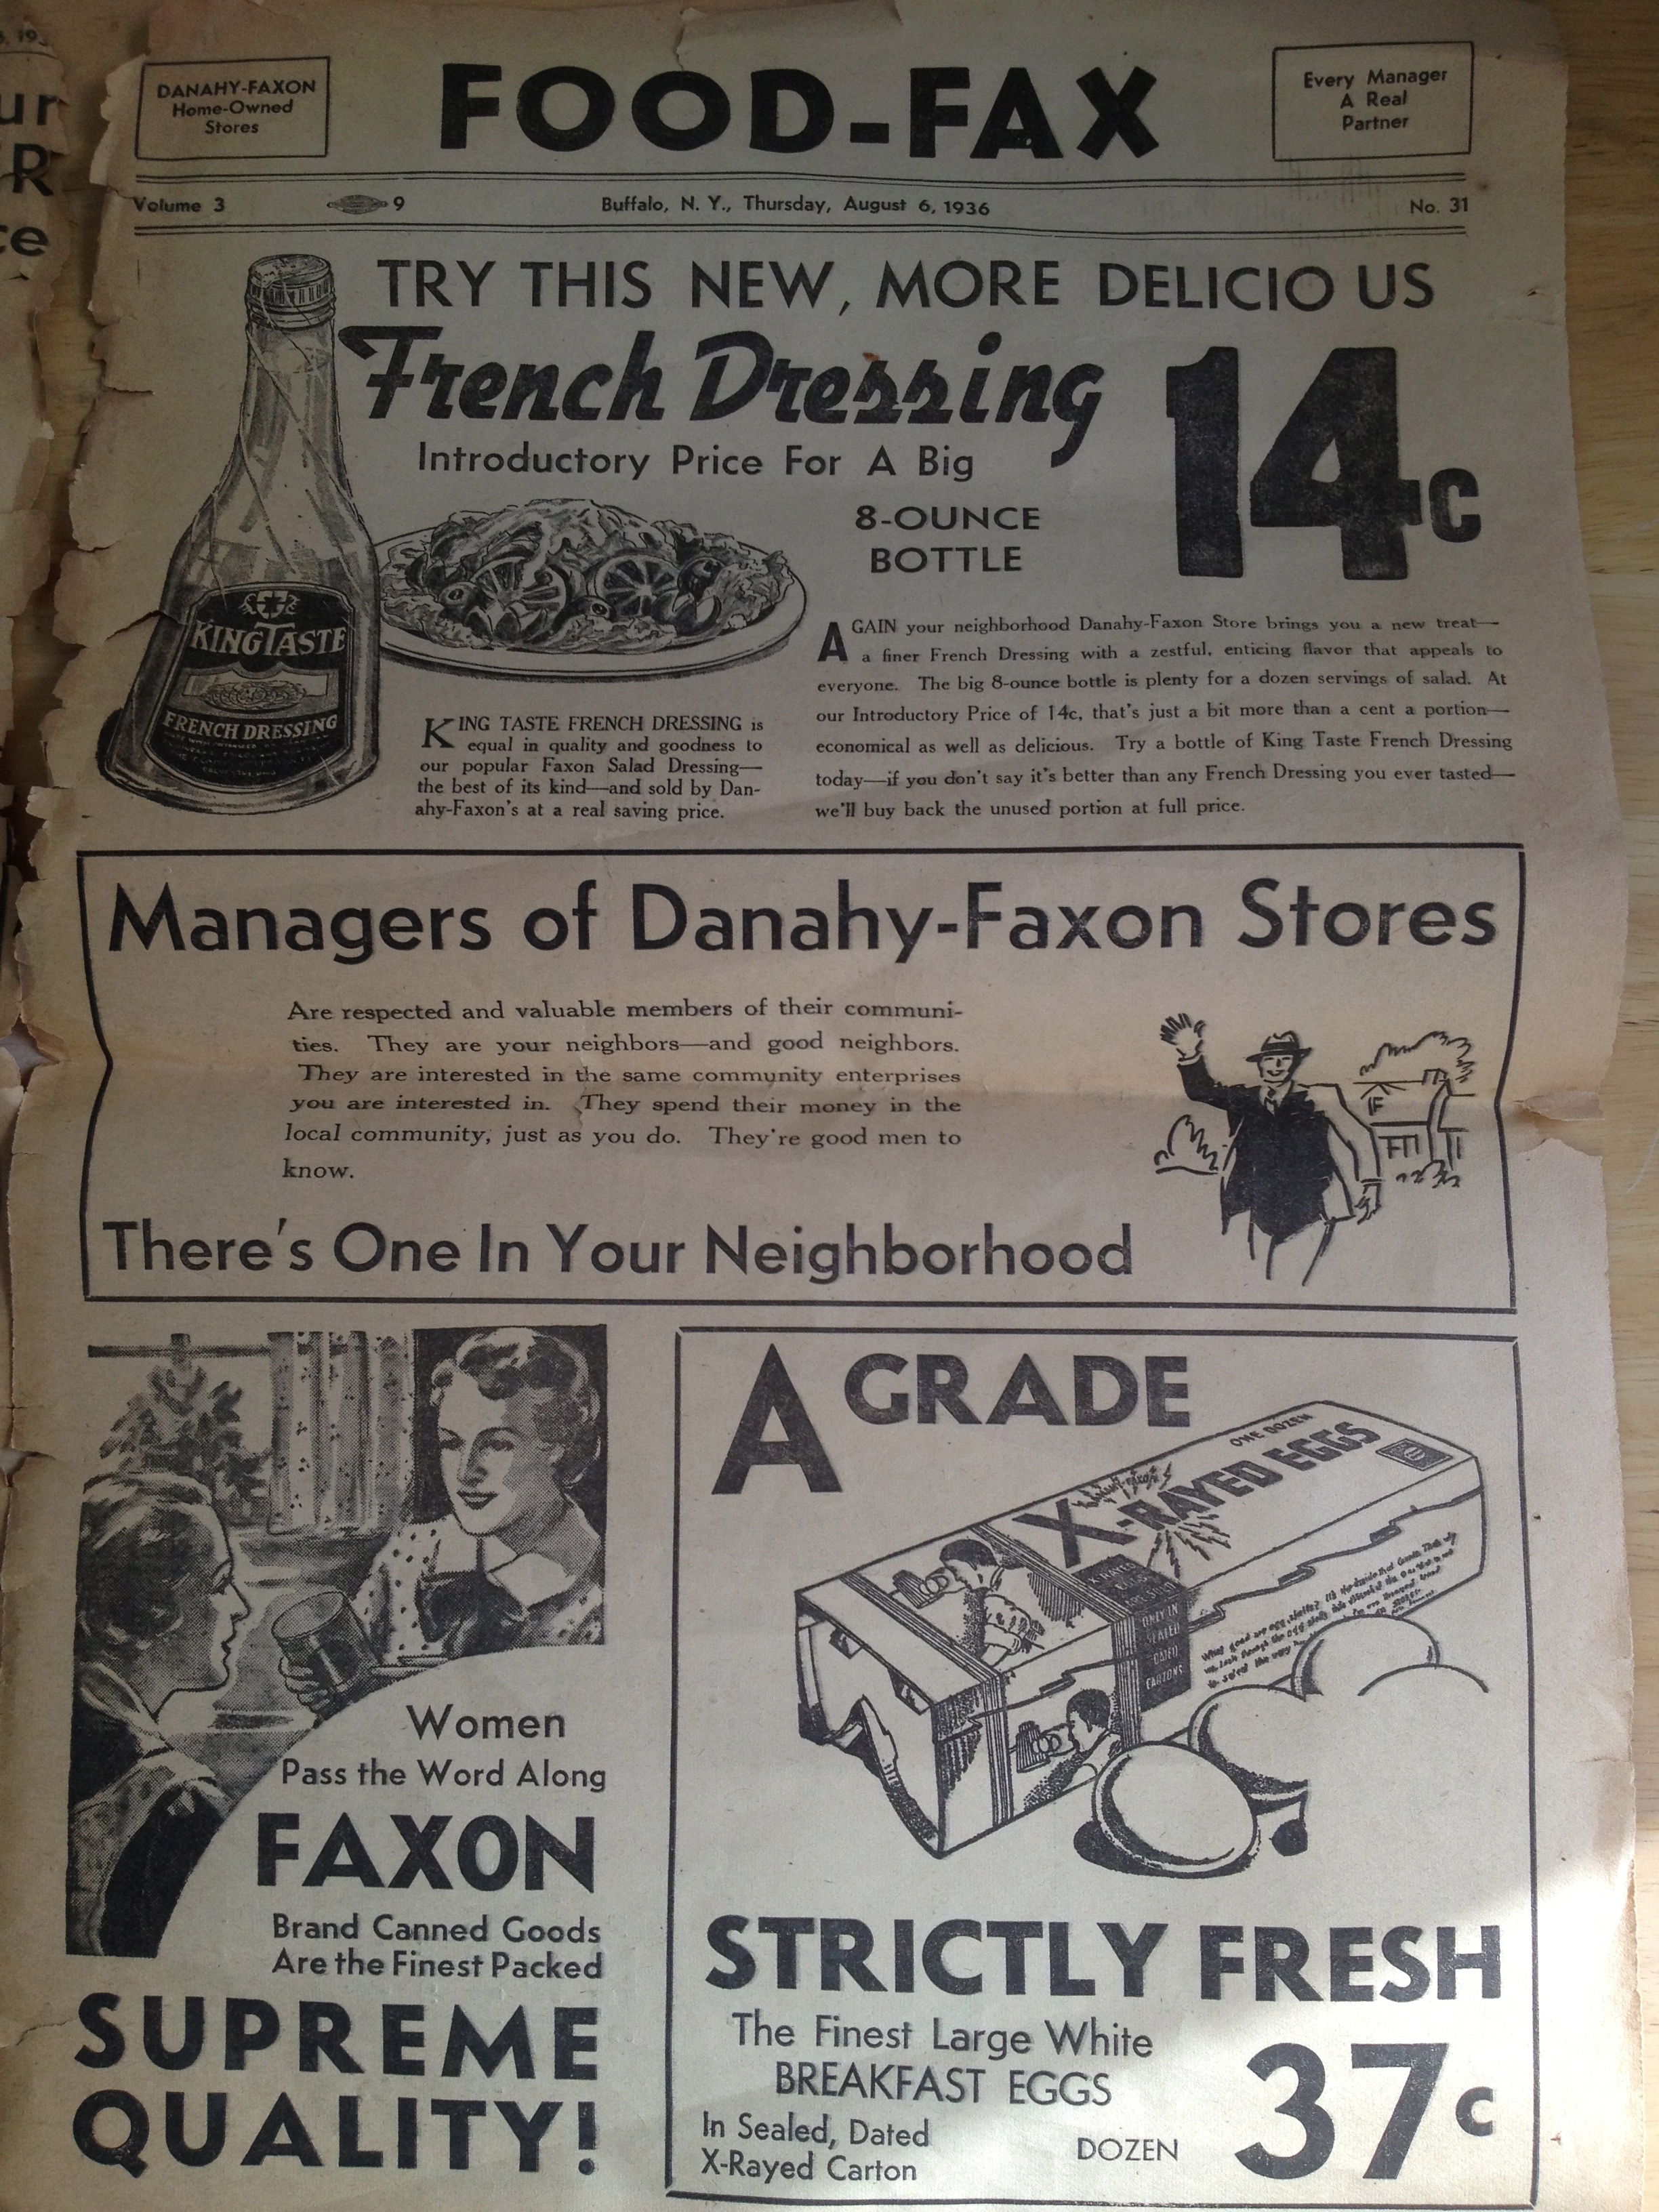 , 193
ur
R
ce
DANAHY-FAXON
Home-Owned
Stores
FOOD-FAX
Every Manager
A Real
Partner
Volume 3
9
Buffalo, N. Y., Thursday, August 6, 1936
No. 31
TRY THIS NEW, MORE DELICIO US
French Dressing
14c
Introductory Price For A Big
8-OUNCE
BOTTLE
KING TASTE
FRENCH DRESSING
KING TASTE FRENCH DRESSING is
equal in quality and goodness to
our popular Faxon Salad Dressing—
the best of its kind—and sold by Dan-
ahy-Faxon's at a real saving price.
AGAIN your neighborhood Danahy-Faxon Store brings you a new treat—
a finer French Dressing with a zestful, enticing flavor that appeals to
everyone. The big 8-ounce bottle is plenty for a dozen servings of salad. At
our Introductory Price of 14c, that's just a bit more than a cent a portion—
economical as well as delicious. Try a bottle of King Taste French Dressing
today—if you don't say it's better than any French Dressing you ever tasted—
we'll buy back the unused portion at full price.
Managers of Danahy-Faxon Stores
Are respected and valuable members of their communi-
ties. They are your neighbors—and good neighbors.
They are interested in the same community enterprises
you are interested in. They spend their money in the
local community, just as you do. They're good men to
know.
There's One In Your Neighborhood
Women
Pass the Word Along
FAXON
Brand Canned Goods
Are the Finest Packed
SUPREME
QUALITY!
A GRADE
ONE DOZEN
X-RAYED EGGS
ONLY IN
SEALED
DATED
CARTONS
STRICTLY FRESH
The Finest Large White
BREAKFAST EGGS
In Sealed, Dated
X-Rayed Carton
DOZEN
37c